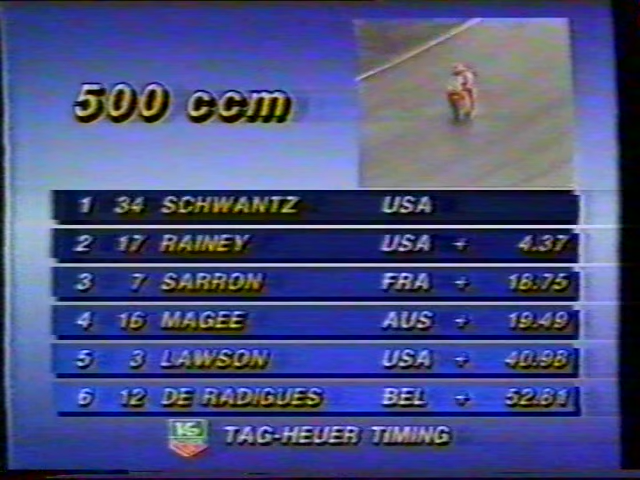 500 ccm
1 34 SCHWANTZ USA
2 17 RAINEY USA + 4.37
3 7 SARRON FRA + 18.75
4 16 MAGEE AUS + 19.49
5 3 LAWSON USA + 40.98
6 12 DE RADIGUES BEL + 52.81
TAG-HEUER TIMING